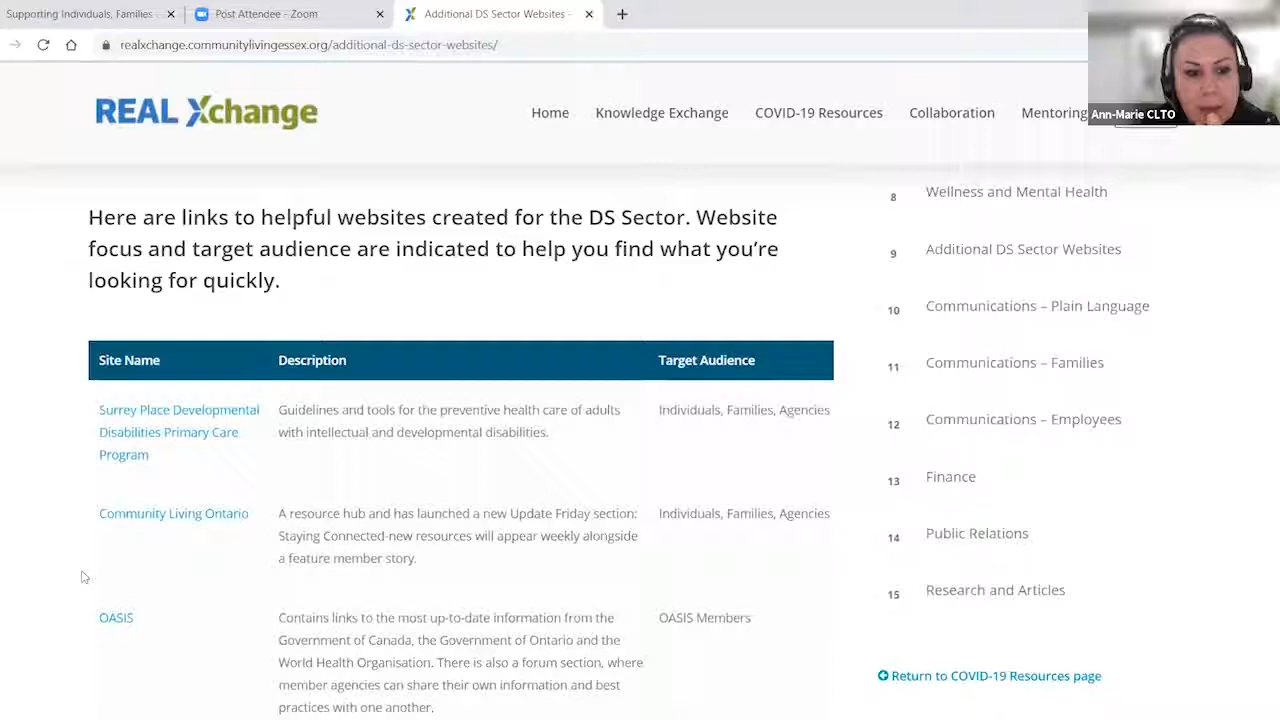 Supporting Individuals, Families
Post Attendee - Zoom
Additional DS Sector Websites -
realxchange.communitylivingessex.org/additional-ds-sector-websites/
Ann-Marie CLTO
REAL Xchange
Home
Knowledge Exchange
COVID-19 Resources
Collaboration
Mentoring
Here are links to helpful websites created for the DS Sector. Website
focus and target audience are indicated to help you find what you're
looking for quickly.
Site Name
Description
Target Audience
Surrey Place Developmental
Disabilities Primary Care
Program
Guidelines and tools for the preventive health care of adults
with intellectual and developmental disabilities.
Individuals, Families, Agencies
Community Living Ontario
A resource hub and has launched a new Update Friday section:
Staying Connected-new resources will appear weekly alongside
a feature member story.
Individuals, Families, Agencies
OASIS
Contains links to the most up-to-date information from the
Government of Canada, the Government of Ontario and the
World Health Organisation. There is also a forum section, where
member agencies can share their own information and best
practices with one another.
OASIS Members
8 Wellness and Mental Health
9 Additional DS Sector Websites
10 Communications – Plain Language
11 Communications – Families
12 Communications – Employees
13 Finance
14 Public Relations
15 Research and Articles
Return to COVID-19 Resources page